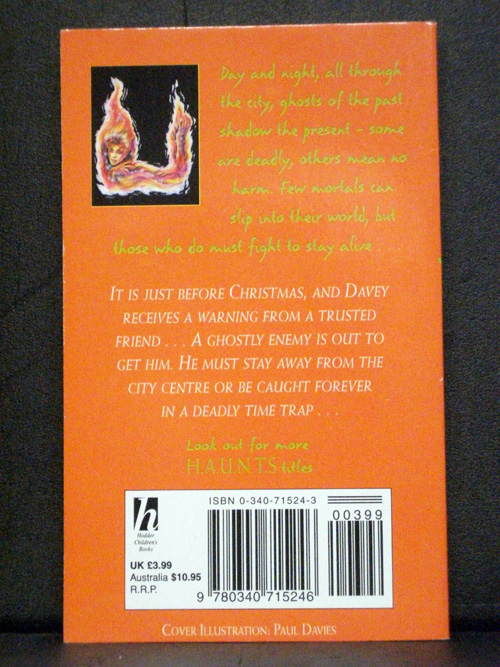 Day and night, all through
the city, ghosts of the past
shadow the present – some
are deadly, others mean no
harm. Few mortals can
slip into their world, but
those who do must fight to stay alive . . .
IT IS JUST BEFORE CHRISTMAS, AND DAVEY
RECEIVES A WARNING FROM A TRUSTED
FRIEND . . . A GHOSTLY ENEMY IS OUT TO
GET HIM. HE MUST STAY AWAY FROM THE
CITY CENTRE OR BE CAUGHT FOREVER
IN A DEADLY TIME TRAP . . .
Look out for more
H.A.U.N.T.S titles
h
Hodder
Children's
Books
UK £3.99
Australia $10.95
R.R.P.
ISBN 0-340-71524-3
00399
9 780340 715246
COVER ILLUSTRATION: PAUL DAVIES